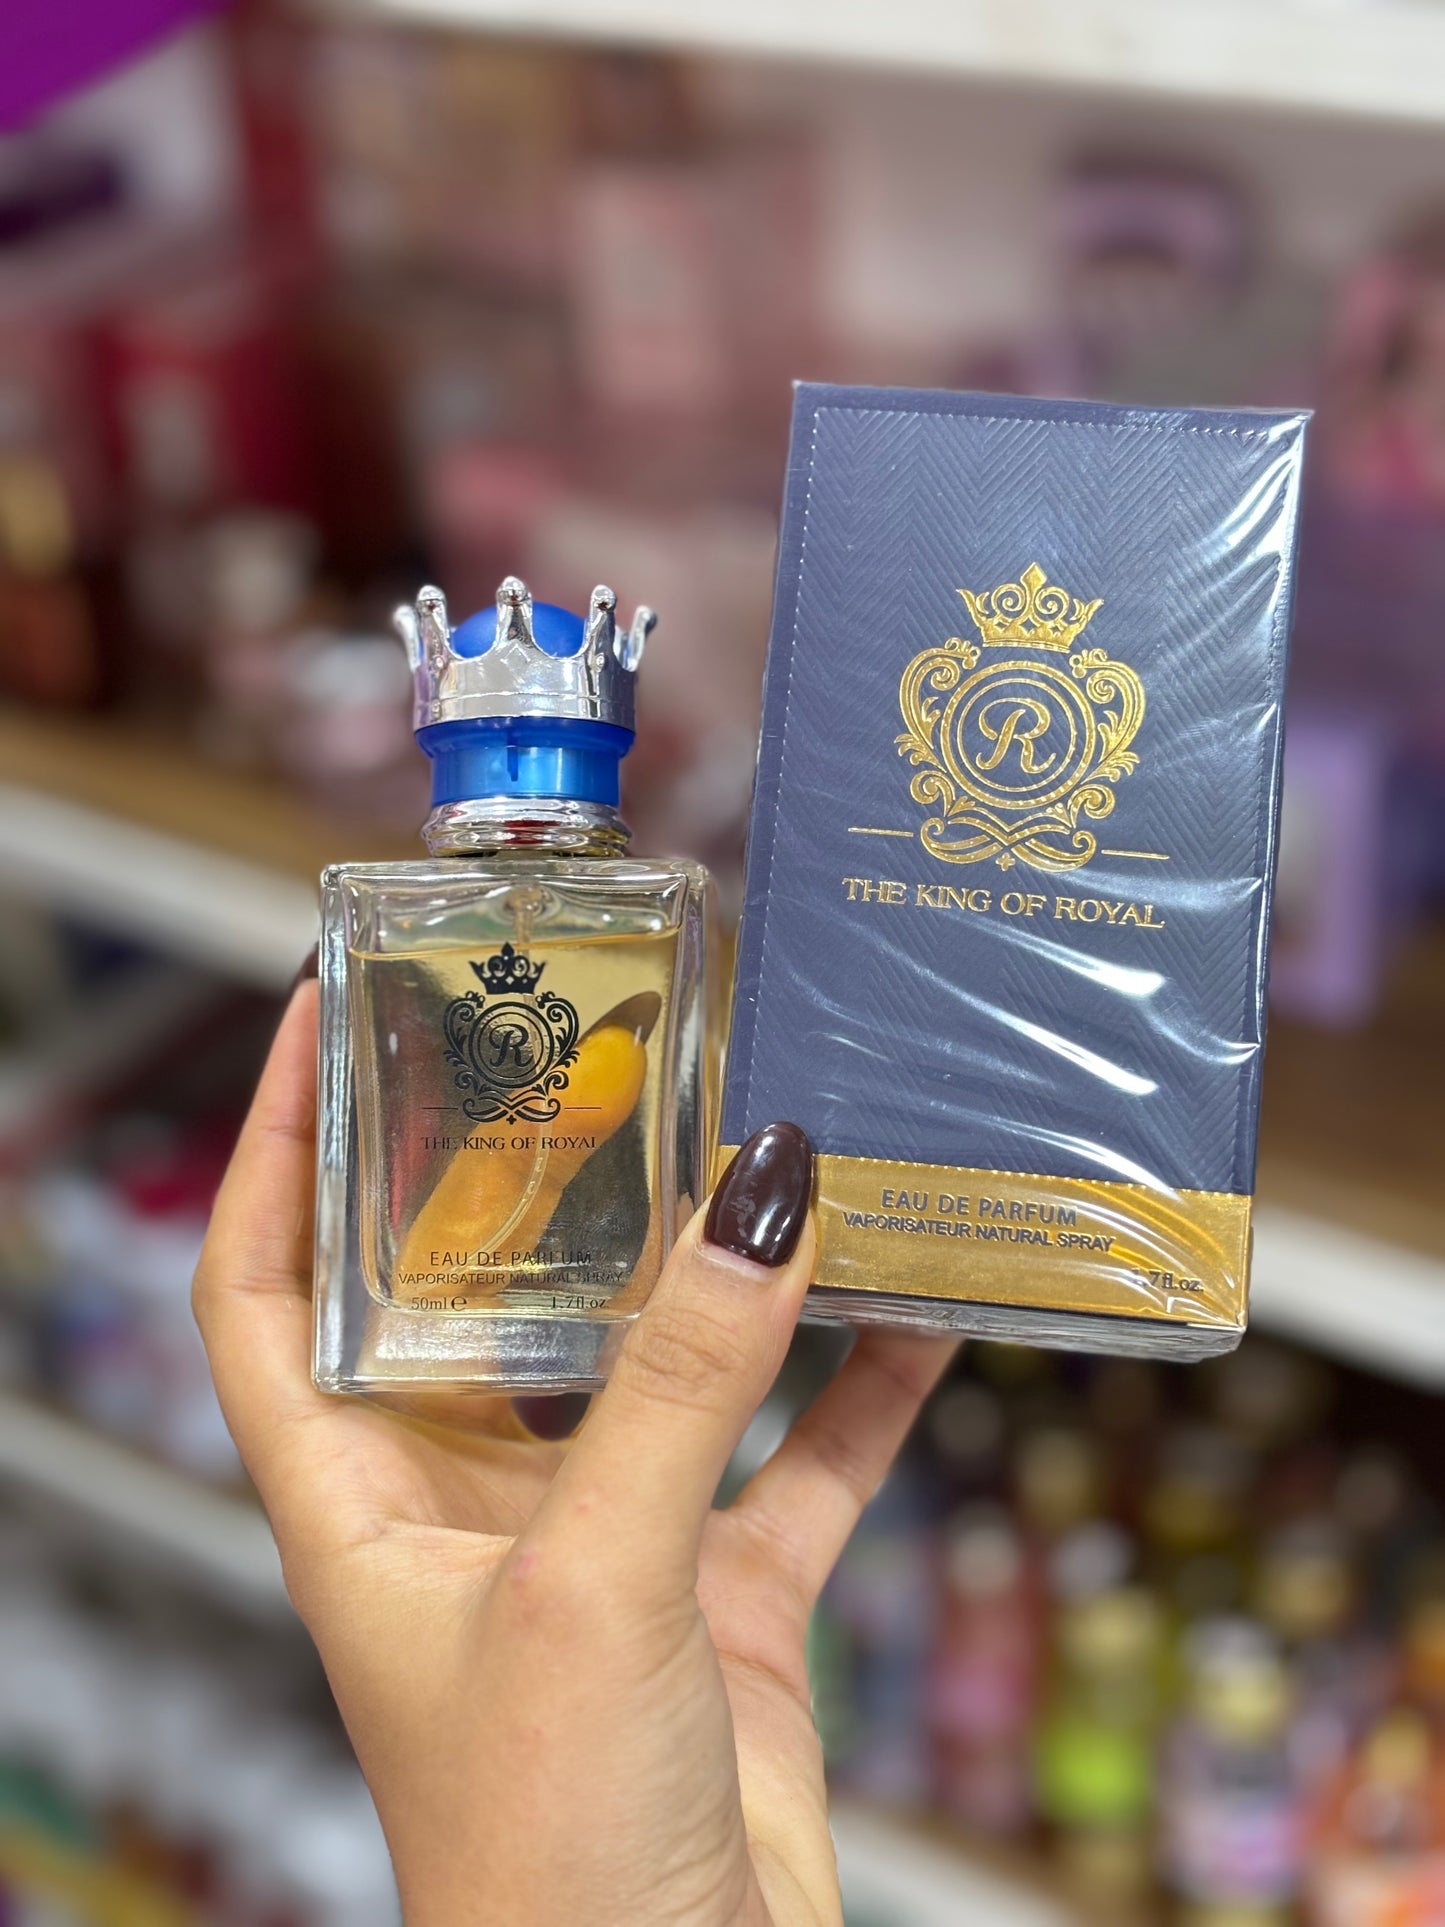 R
THE KING OF ROYAL
EAU DE PARFUM
VAPORISATEUR NATURAL SPRAY
50ml e 1.7fl.oz
R
THE KING OF ROYAL
EAU DE PARFUM
VAPORISATEUR NATURAL SPRAY
1.7fl.oz.